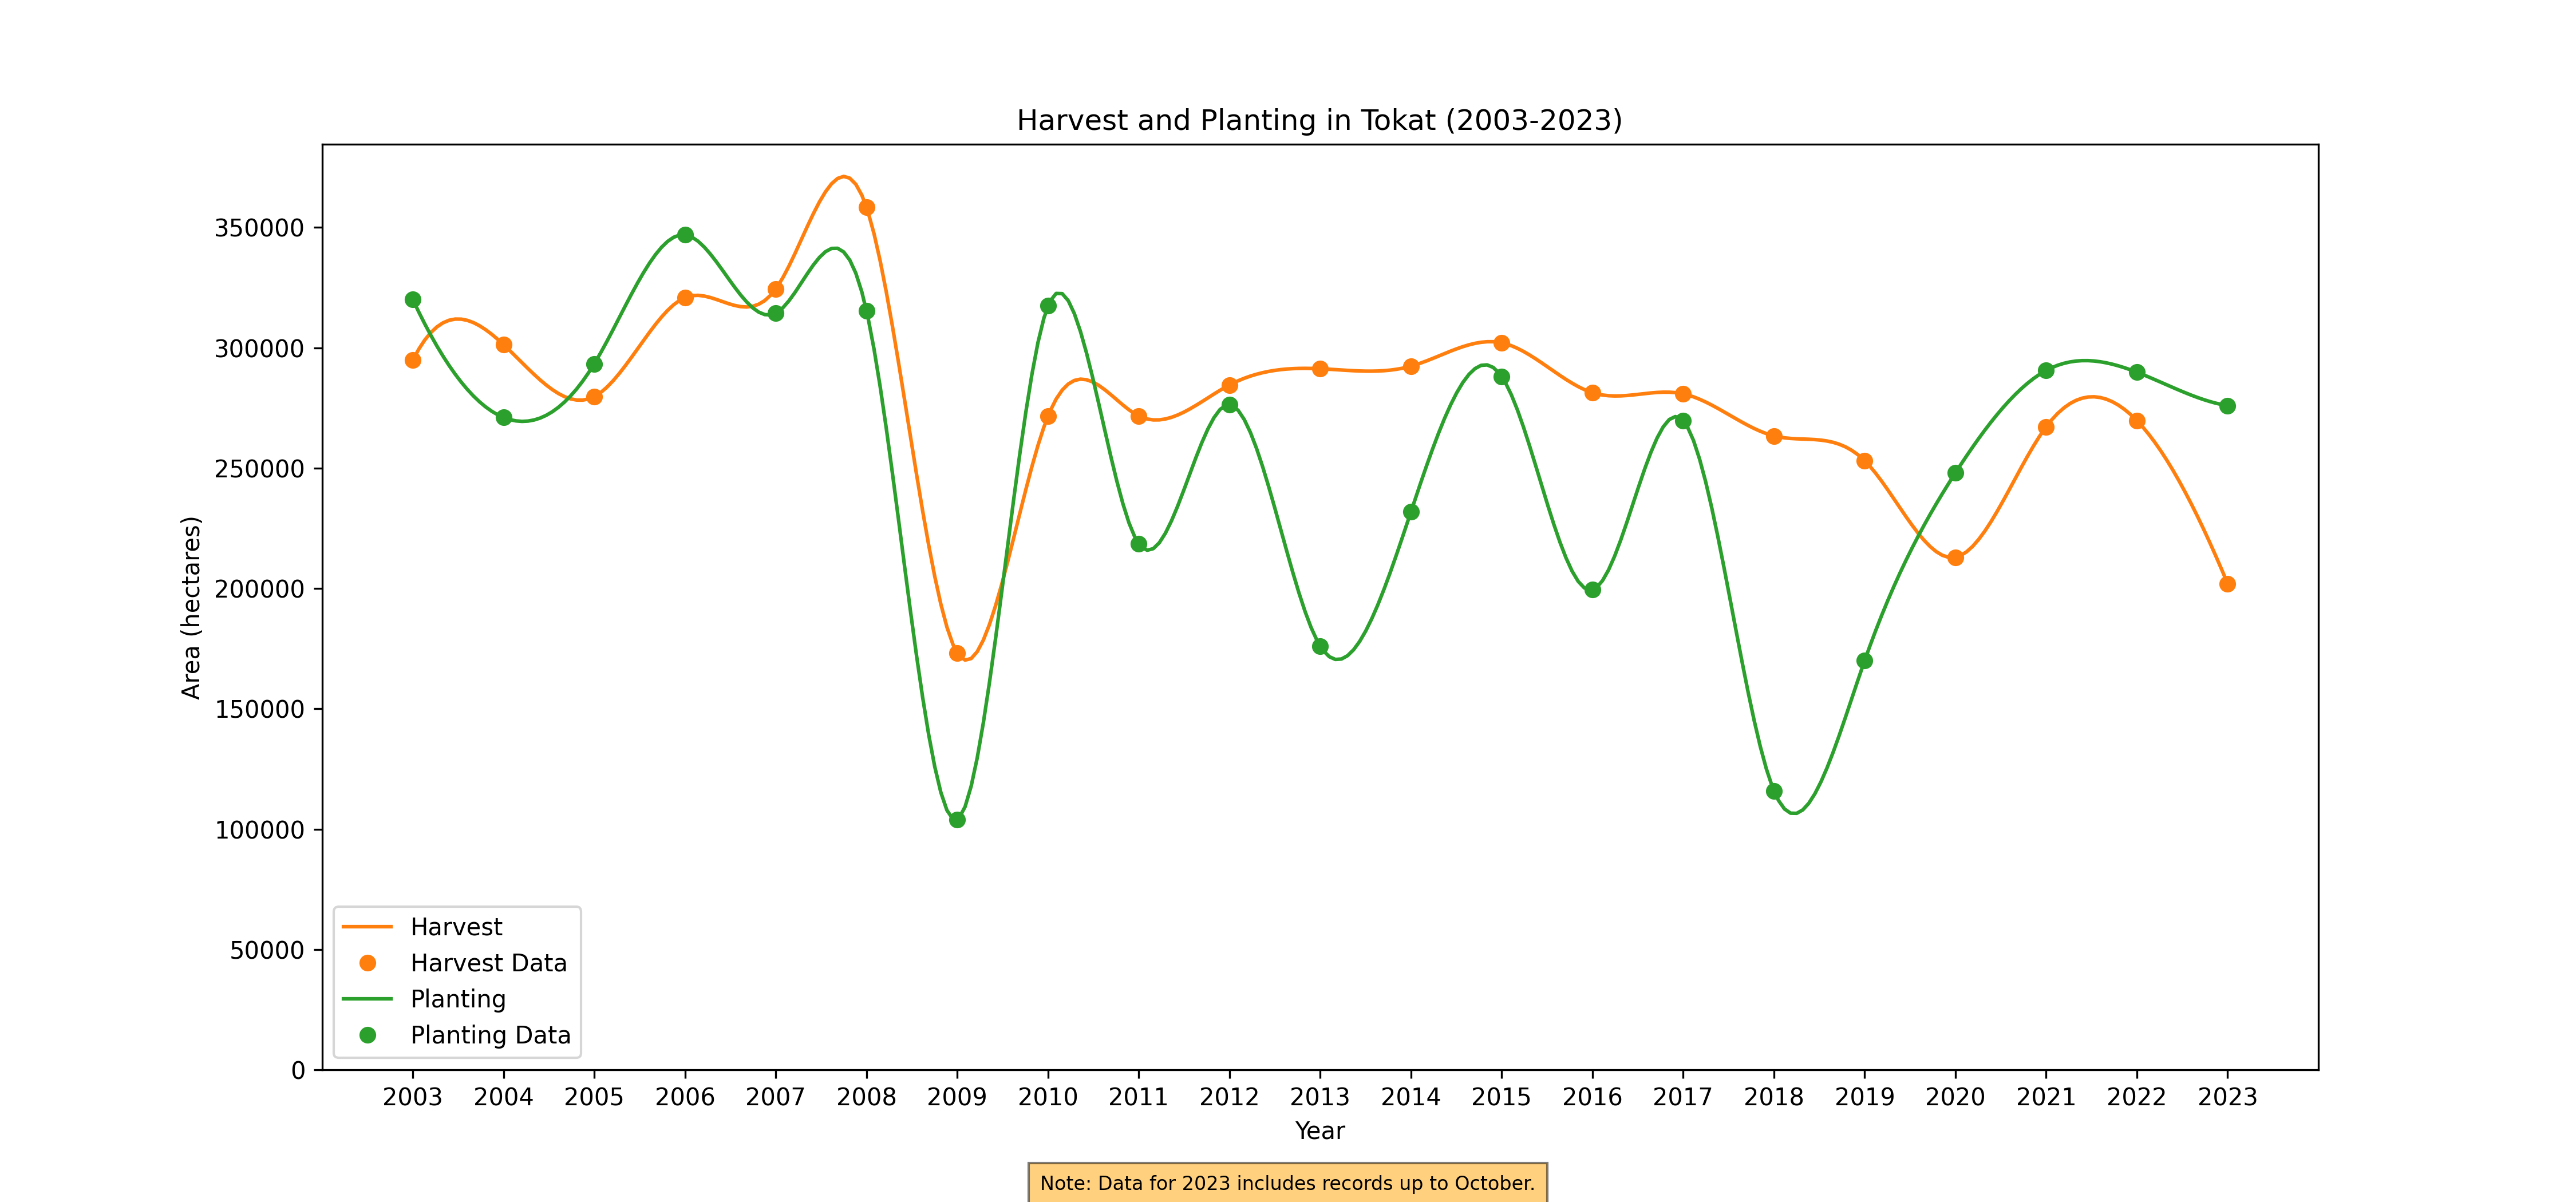 Harvest and Planting in Tokat (2003-2023)
Area (hectares)
350000
300000
250000
200000
150000
100000
50000
0
Harvest
Harvest Data
Planting
Planting Data
2003 2004 2005 2006 2007 2008 2009 2010 2011 2012 2013 2014 2015 2016 2017 2018 2019 2020 2021 2022 2023
Year
Note: Data for 2023 includes records up to October.